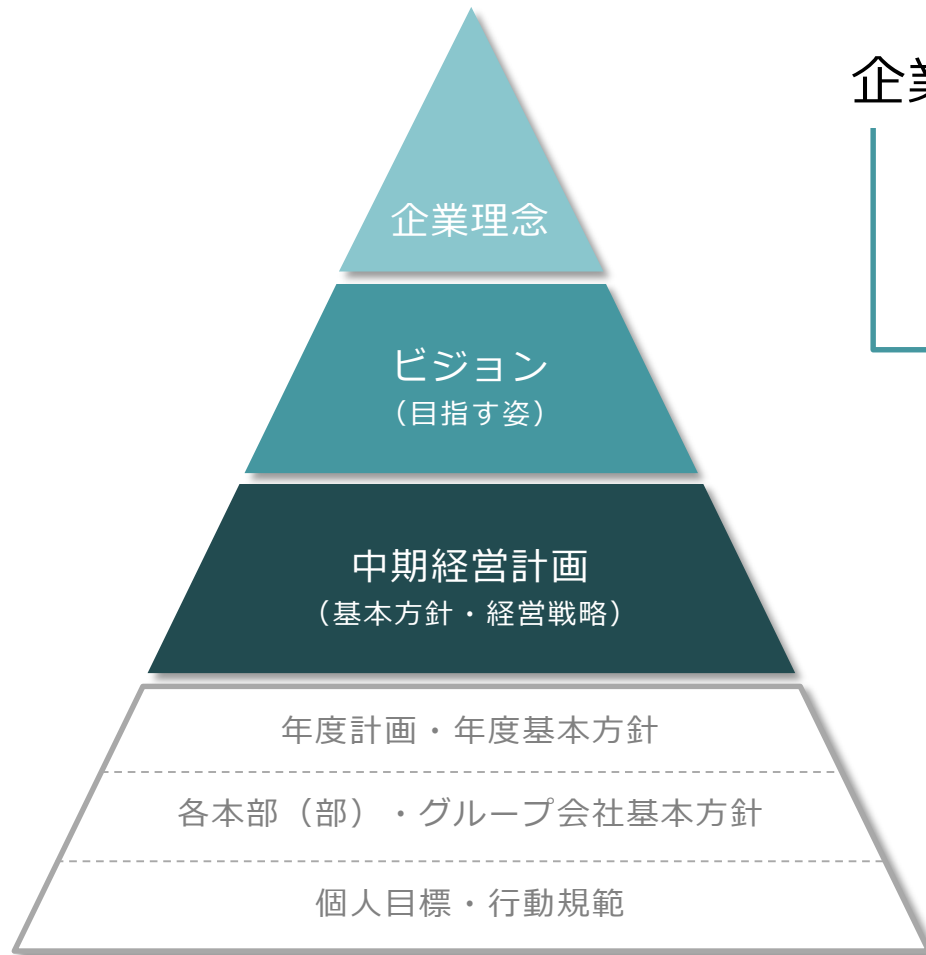 企業理念
ビジョン
（目指す姿）
中期経営計画
（基本方針・経営戦略）
年度計画・年度基本方針
各本部（部）・グループ会社基本方針
個人目標・行動規範
企